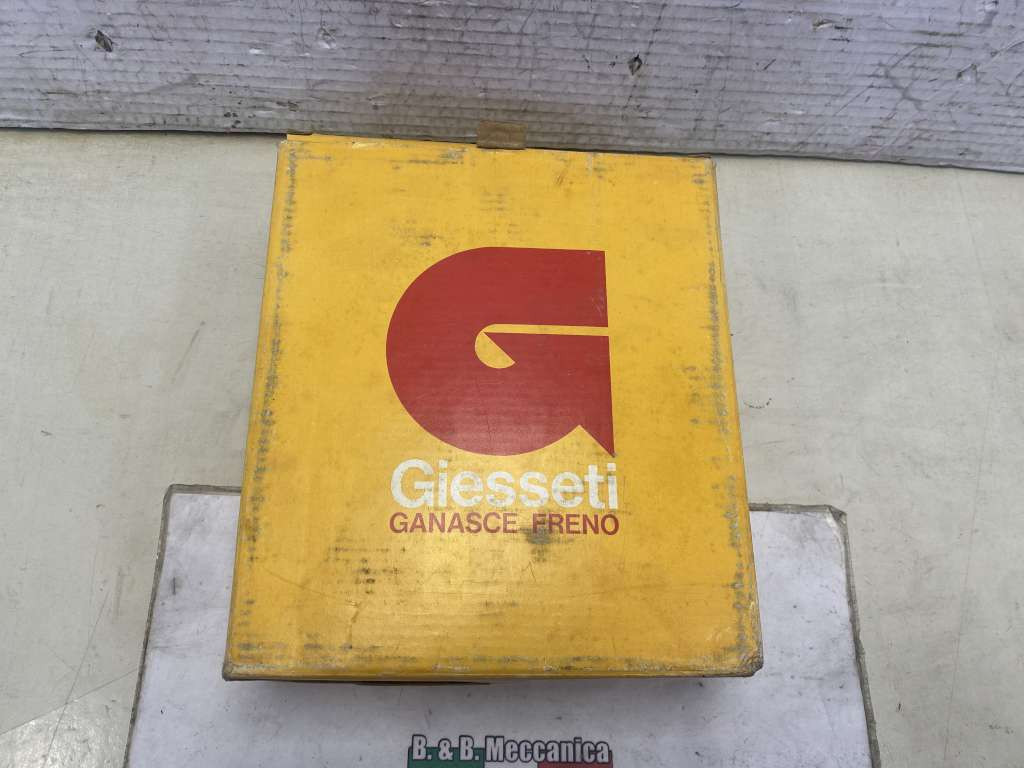 Giesseti
GANASCE FRENO
B. & B. Meccanica